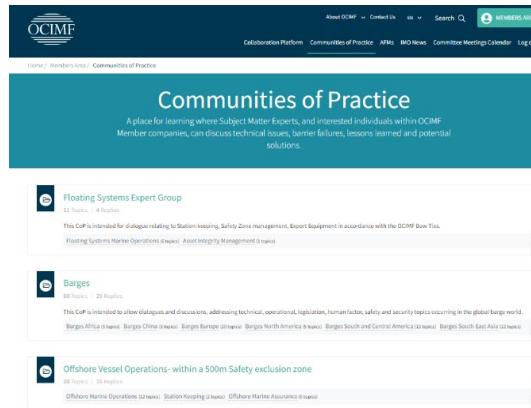 About OCIMF Contact Us EN Search MEMBERS
OCIMF
Collaboration Platform Communities of Practice AFMs IMO News Committee Meetings Calendar Log
Home / Members Area / Communities of Practice
Communities of Practice
A place for learning where Subject Matter Experts, and interested individuals within OCIMF
Member companies, can discuss technical issues, barrier failures, lessons learned and potential
solutions.
Floating Systems Expert Group
11 Topics | 4 Replies
This CoP is intended for dialogue relating to Station-keeping, Safety Zone management, Export Equipment in accordance with the OCIMF Bow Ties.
Floating Systems Marine Operations Asset Integrity Management
Barges
Topics | Replies
This CoP is intended to allow dialogues and discussions, addressing technical, operational, legislation, human factor, safety and security topics occurring in the global barge world.
Barges Africa Barges China Barges Europe Barges North America Barges South and Central America Barges South East Asia
Offshore Vessel Operations- within a 500m Safety exclusion zone
Topics | Replies
Offshore Marine Operations Station Keeping Offshore Marine Assurance